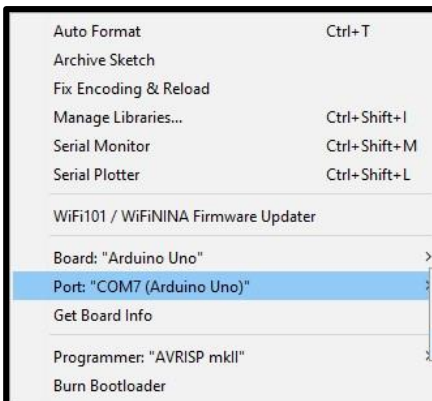 Auto Format Ctrl+T
Archive Sketch
Fix Encoding & Reload
Manage Libraries... Ctrl+Shift+I
Serial Monitor Ctrl+Shift+M
Serial Plotter Ctrl+Shift+L
WiFi101 / WiFiNINA Firmware Updater
Board: "Arduino Uno"
Port: "COM7 (Arduino Uno)"
Get Board Info
Programmer: "AVRISP mkII"
Burn Bootloader